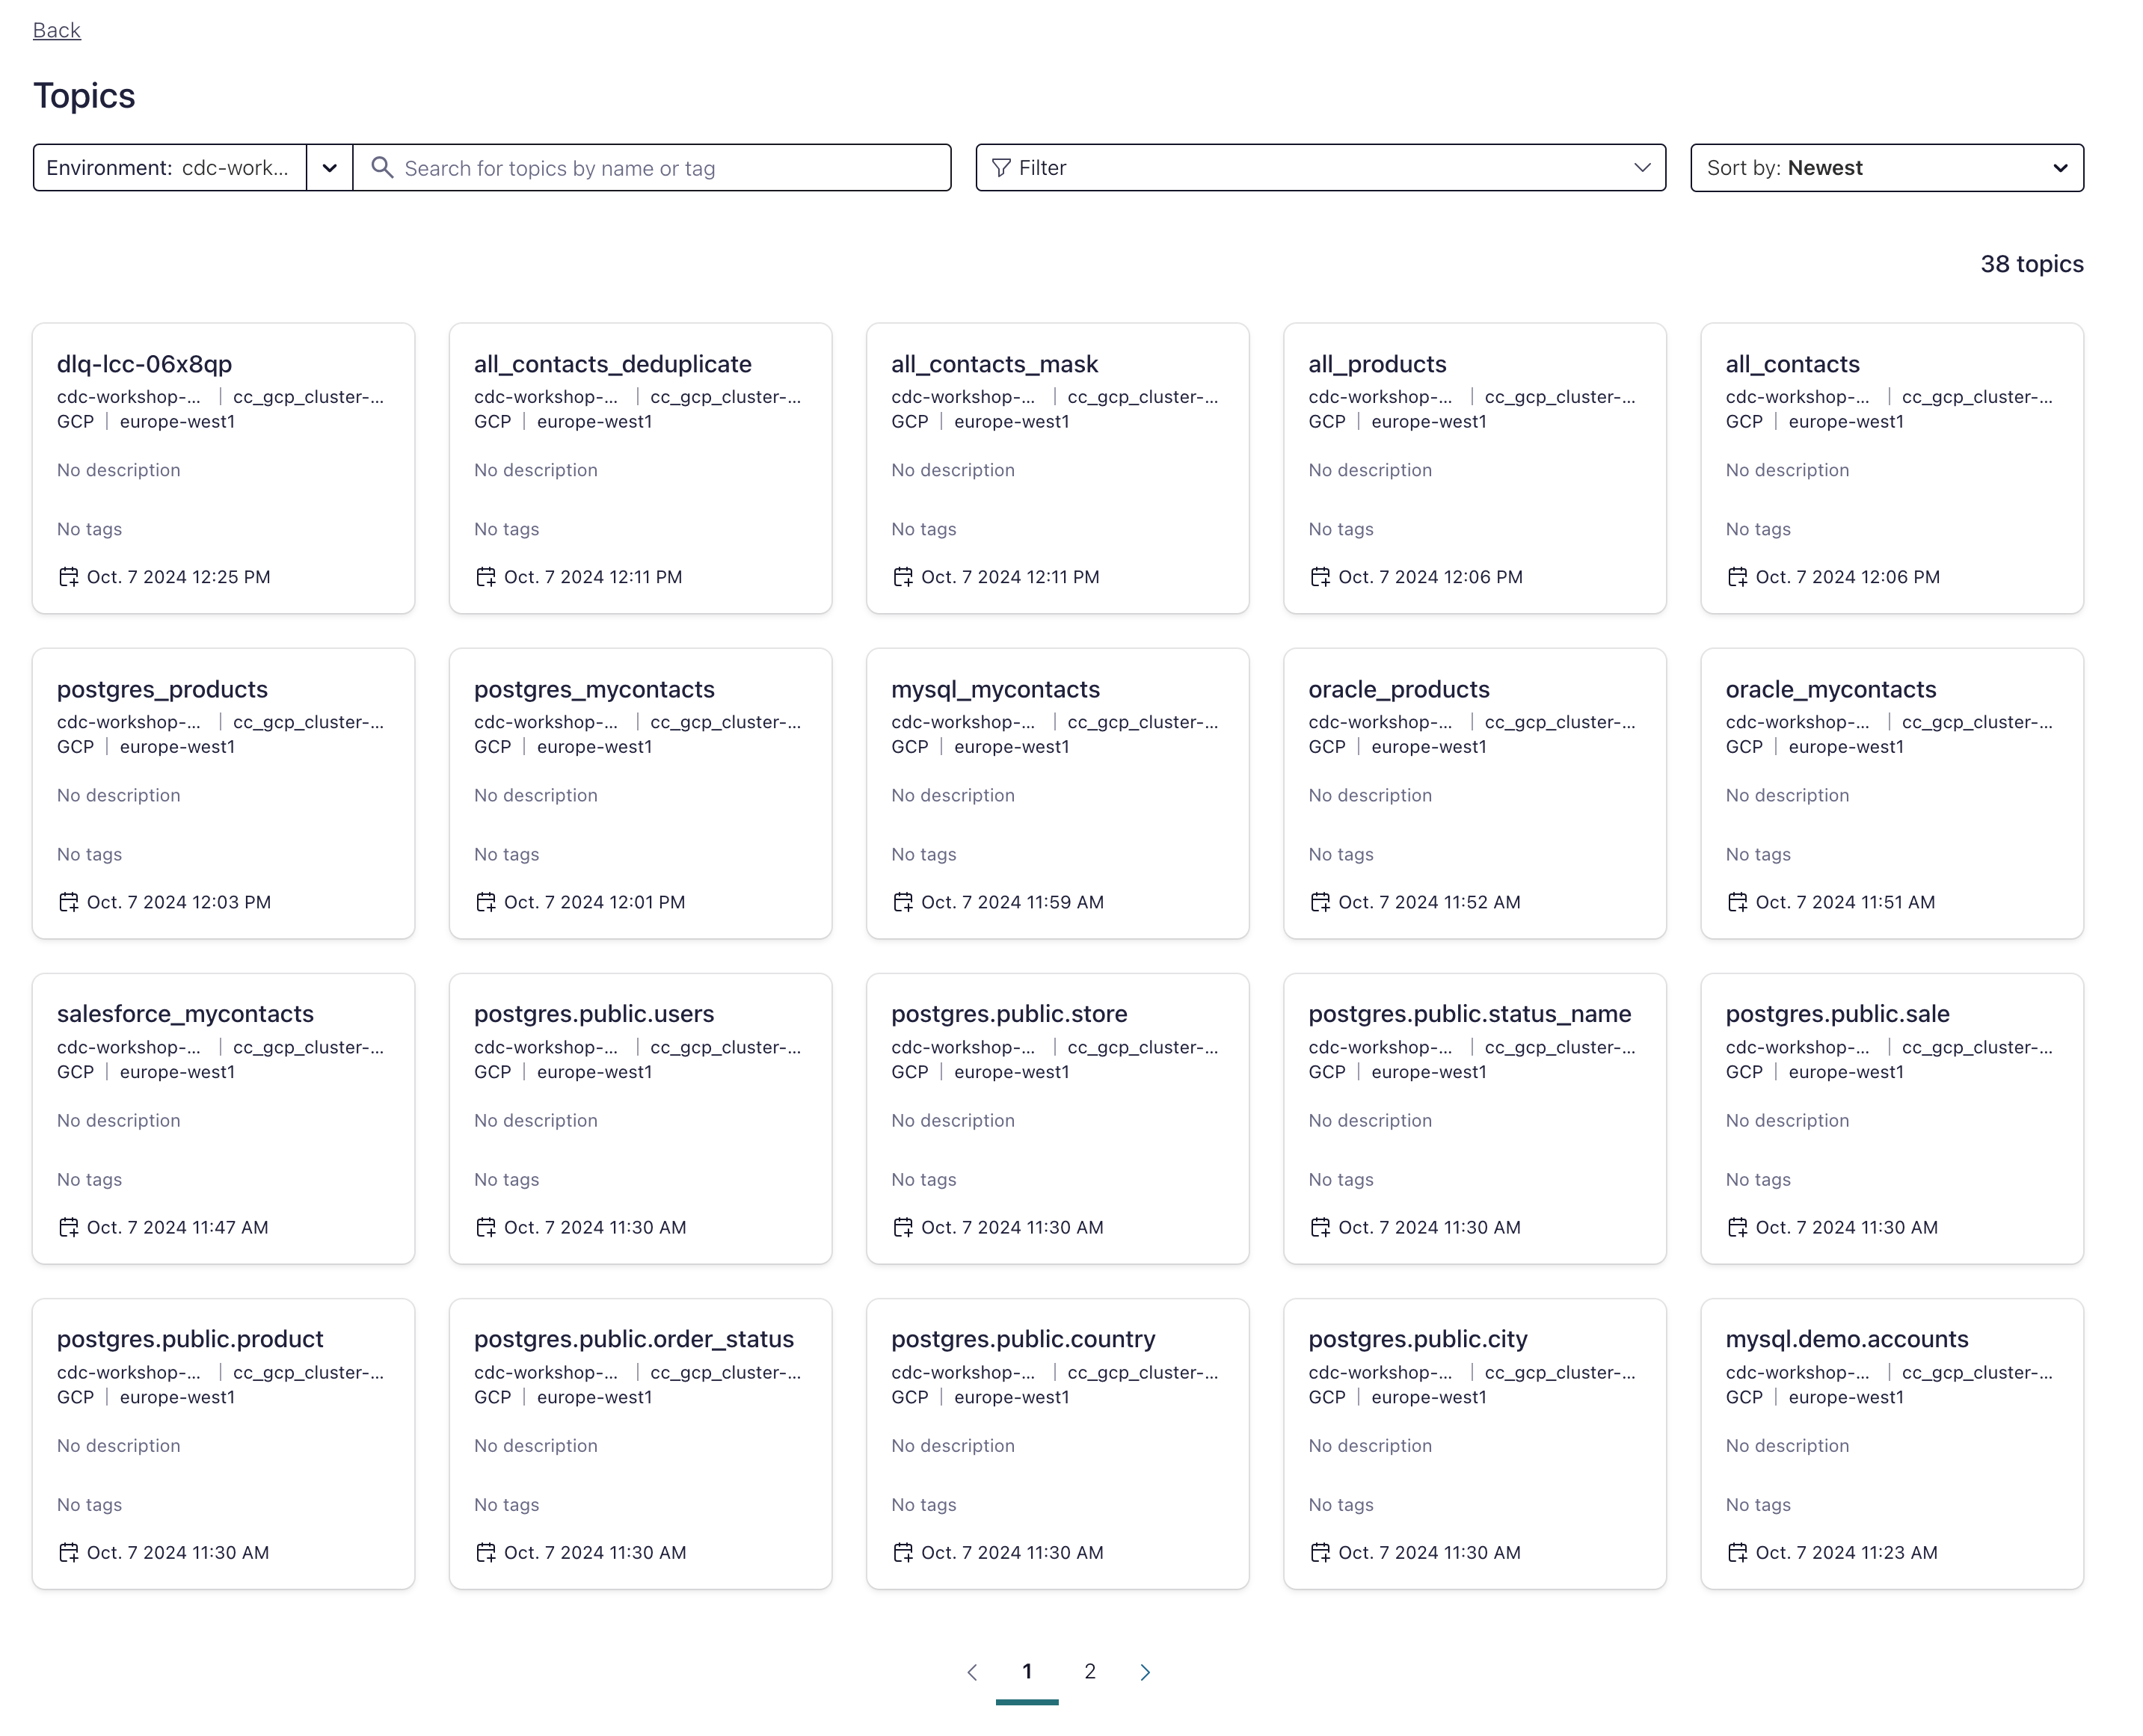 Back
Topics
Environment: cdc-work... Search for topics by name or tag Filter Sort by: Newest
38 topics
dlq-lcc-06x8qp
cdc-workshop-... | cc_gcp_cluster-...
GCP | europe-west1
No description
No tags
Oct. 7 2024 12:25 PM
all_contacts_deduplicate
cdc-workshop-... | cc_gcp_cluster-...
GCP | europe-west1
No description
No tags
Oct. 7 2024 12:11 PM
all_contacts_mask
cdc-workshop-... | cc_gcp_cluster-...
GCP | europe-west1
No description
No tags
Oct. 7 2024 12:11 PM
all_products
cdc-workshop-... | cc_gcp_cluster-...
GCP | europe-west1
No description
No tags
Oct. 7 2024 12:06 PM
all_contacts
cdc-workshop-... | cc_gcp_cluster-...
GCP | europe-west1
No description
No tags
Oct. 7 2024 12:06 PM
postgres_products
cdc-workshop-... | cc_gcp_cluster-...
GCP | europe-west1
No description
No tags
Oct. 7 2024 12:03 PM
postgres_mycontacts
cdc-workshop-... | cc_gcp_cluster-...
GCP | europe-west1
No description
No tags
Oct. 7 2024 12:01 PM
mysql_mycontacts
cdc-workshop-... | cc_gcp_cluster-...
GCP | europe-west1
No description
No tags
Oct. 7 2024 11:59 AM
oracle_products
cdc-workshop-... | cc_gcp_cluster-...
GCP | europe-west1
No description
No tags
Oct. 7 2024 11:52 AM
oracle_mycontacts
cdc-workshop-... | cc_gcp_cluster-...
GCP | europe-west1
No description
No tags
Oct. 7 2024 11:51 AM
salesforce_mycontacts
cdc-workshop-... | cc_gcp_cluster-...
GCP | europe-west1
No description
No tags
Oct. 7 2024 11:47 AM
postgres.public.users
cdc-workshop-... | cc_gcp_cluster-...
GCP | europe-west1
No description
No tags
Oct. 7 2024 11:30 AM
postgres.public.store
cdc-workshop-... | cc_gcp_cluster-...
GCP | europe-west1
No description
No tags
Oct. 7 2024 11:30 AM
postgres.public.status_name
cdc-workshop-... | cc_gcp_cluster-...
GCP | europe-west1
No description
No tags
Oct. 7 2024 11:30 AM
postgres.public.sale
cdc-workshop-... | cc_gcp_cluster-...
GCP | europe-west1
No description
No tags
Oct. 7 2024 11:30 AM
postgres.public.product
cdc-workshop-... | cc_gcp_cluster-...
GCP | europe-west1
No description
No tags
Oct. 7 2024 11:30 AM
postgres.public.order_status
cdc-workshop-... | cc_gcp_cluster-...
GCP | europe-west1
No description
No tags
Oct. 7 2024 11:30 AM
postgres.public.country
cdc-workshop-... | cc_gcp_cluster-...
GCP | europe-west1
No description
No tags
Oct. 7 2024 11:30 AM
postgres.public.city
cdc-workshop-... | cc_gcp_cluster-...
GCP | europe-west1
No description
No tags
Oct. 7 2024 11:30 AM
mysql.demo.accounts
cdc-workshop-... | cc_gcp_cluster-...
GCP | europe-west1
No description
No tags
Oct. 7 2024 11:23 AM
1 2